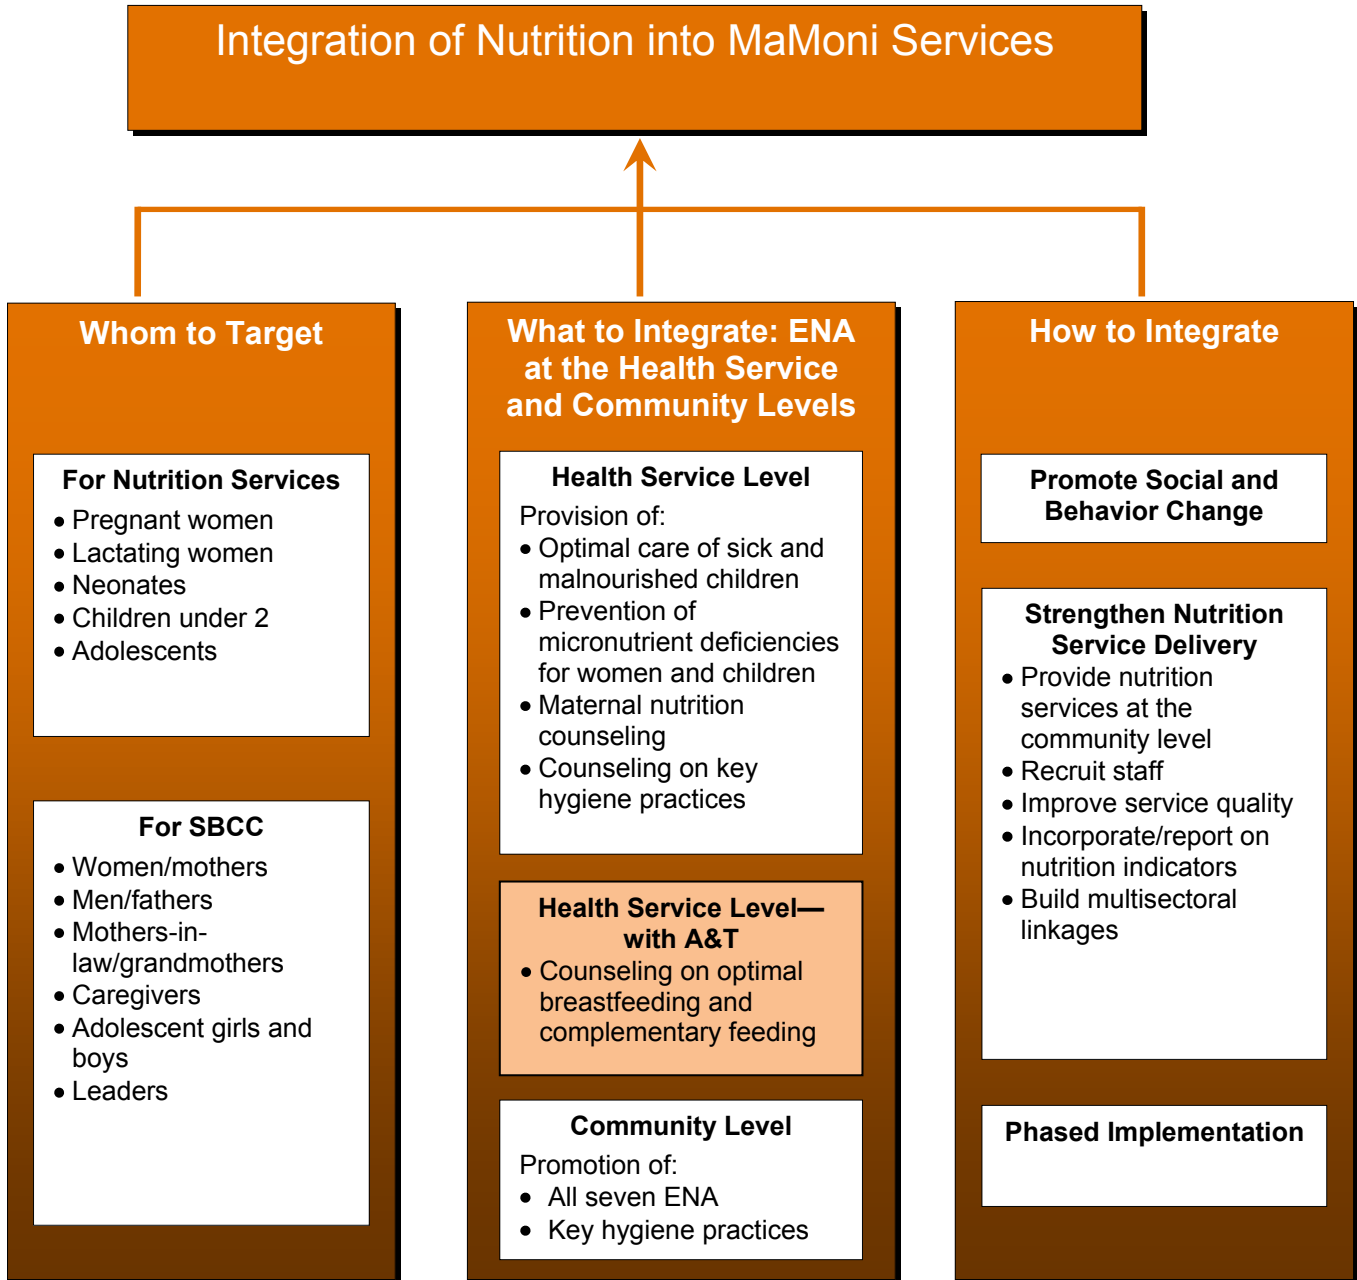 Integration of Nutrition into MaMoni Services
Whom to Target
For Nutrition Services
• Pregnant women
• Lactating women
• Neonates
• Children under 2
• Adolescents
For SBCC
• Women/mothers
• Men/fathers
• Mothers-in-
law/grandmothers
• Caregivers
• Adolescent girls and
boys
• Leaders
What to Integrate: ENA
at the Health Service
and Community Levels
Health Service Level
Provision of:
• Optimal care of sick and
malnourished children
• Prevention of
micronutrient deficiencies
for women and children
• Maternal nutrition
counseling
• Counseling on key
hygiene practices
Health Service Level—
with A&T
• Counseling on optimal
breastfeeding and
complementary feeding
Community Level
Promotion of:
• All seven ENA
• Key hygiene practices
How to Integrate
Promote Social and
Behavior Change
Strengthen Nutrition
Service Delivery
• Provide nutrition
services at the
community level
• Recruit staff
• Improve service quality
• Incorporate/report on
nutrition indicators
• Build multisectoral
linkages
Phased Implementation